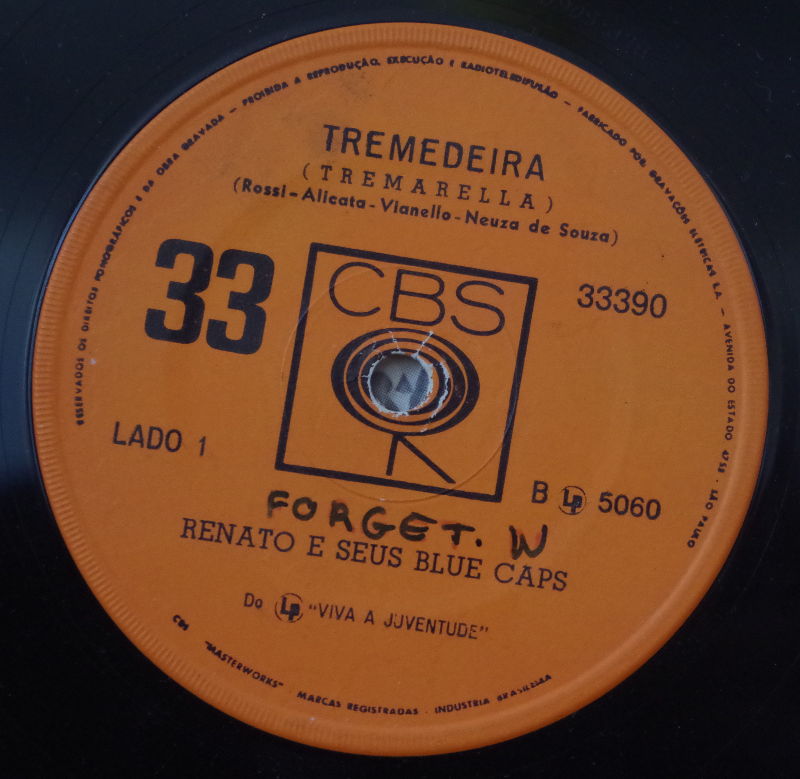 RESERVADOS OS DIREITOS FONOGRÁFICOS E DA OBRA GRAVADA — PROIBIDA A REPRODUÇÃO, EXECUÇÃO E RADIOTELEDIFUSÃO — FABRICADO POR GRAVAÇÕES ELÉTRICAS S.A. — AVENIDA DO ESTADO 4755 - SÃO PAULO
TREMEDEIRA
(TREMARELLA)
(Rossi-Alicata-Vianello-Neuza de Souza)
33
CBS
33390
LADO 1
B LP 5060
FORGET. W
RENATO E SEUS BLUE CAPS
Do LP "VIVA A JUVENTUDE"
CBS "MASTERWORKS" MARCAS REGISTRADAS . INDUSTRIA BRASILEIRA